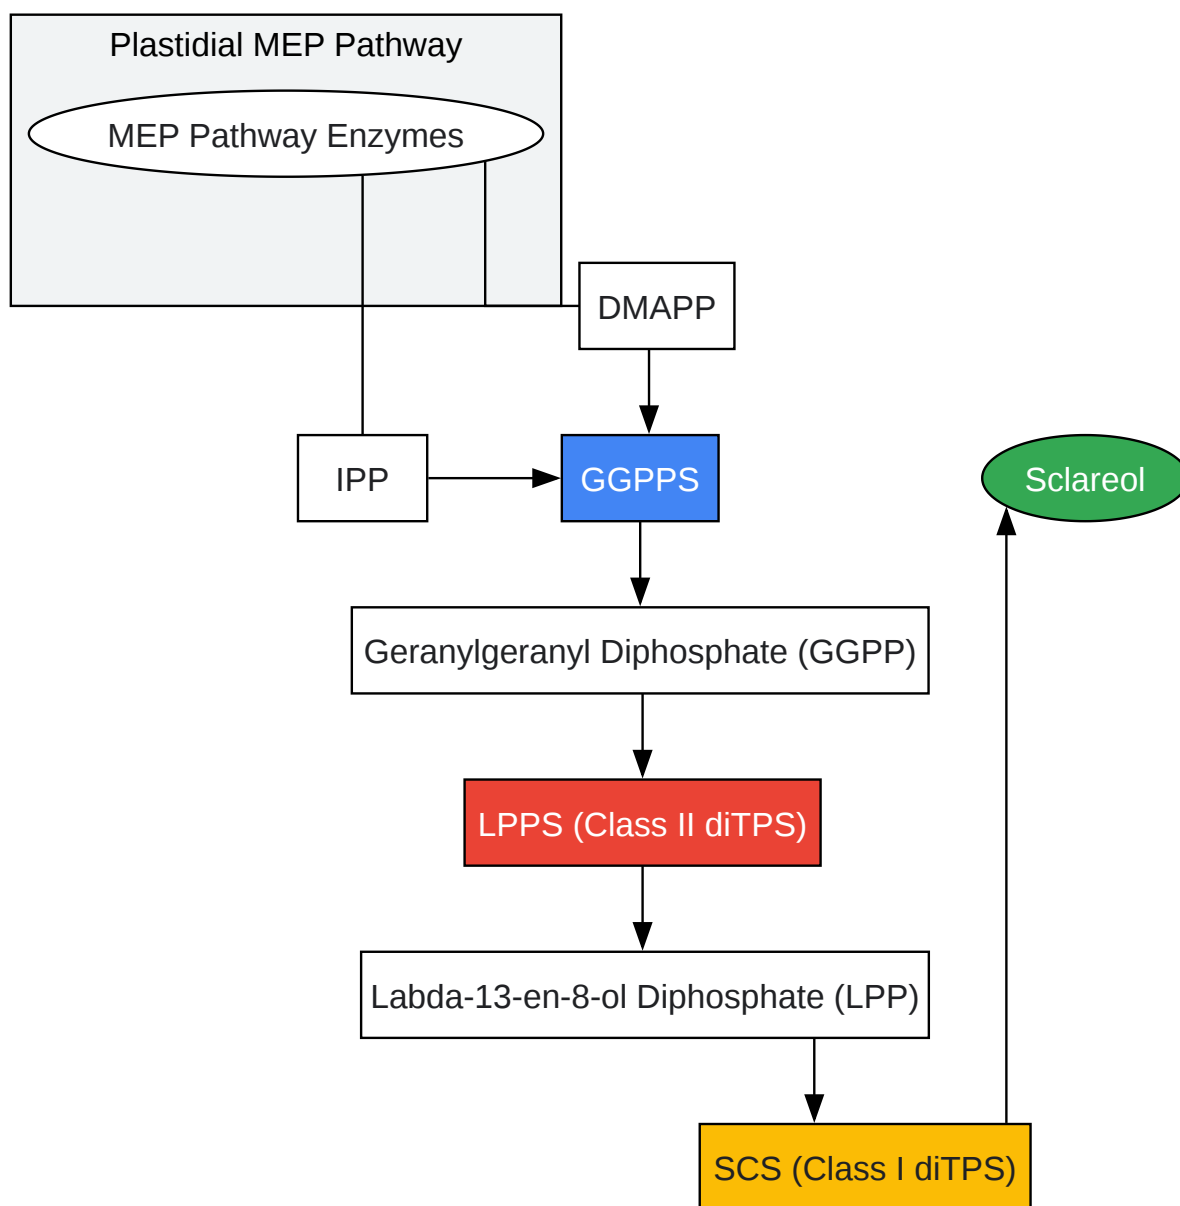 Plastidial MEP Pathway
MEP Pathway Enzymes
DMAPP
IPP
GGPPS
Sclareol
Geranylgeranyl Diphosphate (GGPP)
LPPS (Class II diTPS)
Labda-13-en-8-ol Diphosphate (LPP)
SCS (Class I diTPS)